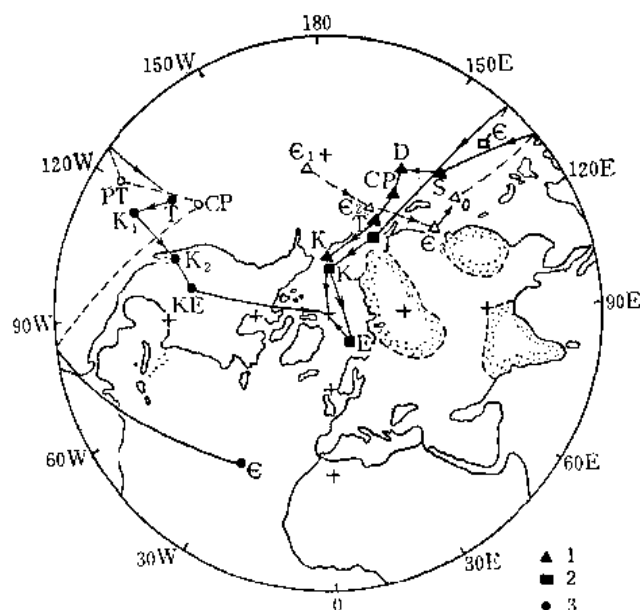 180
150W
150E
120W
120E
Є
Є₁
D
S
CP
PT
T
CP
K₁
Є₂
T
Є₃
O
K
K₂
K
KE
90W
90E
E
60W
60E
Є
30W
30E
0
1
2
3